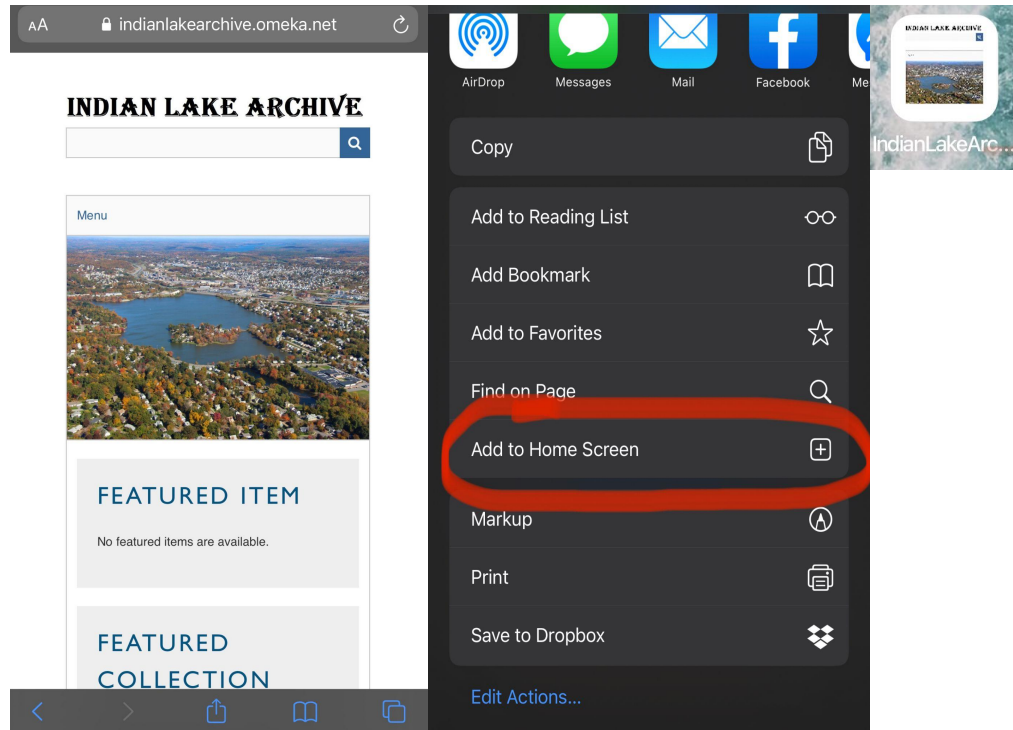 AA indianlakearchive.omeka.net
INDIAN LAKE ARCHIVE
Menu
FEATURED ITEM
No featured items are available.
FEATURED
COLLECTION
AirDrop Messages Mail Facebook Me
Copy
Add to Reading List
Add Bookmark
Add to Favorites
Find on Page
Add to Home Screen
Markup
Print
Save to Dropbox
Edit Actions...
INDIAN LAKE ARCHIVE
IndianLakeArc...